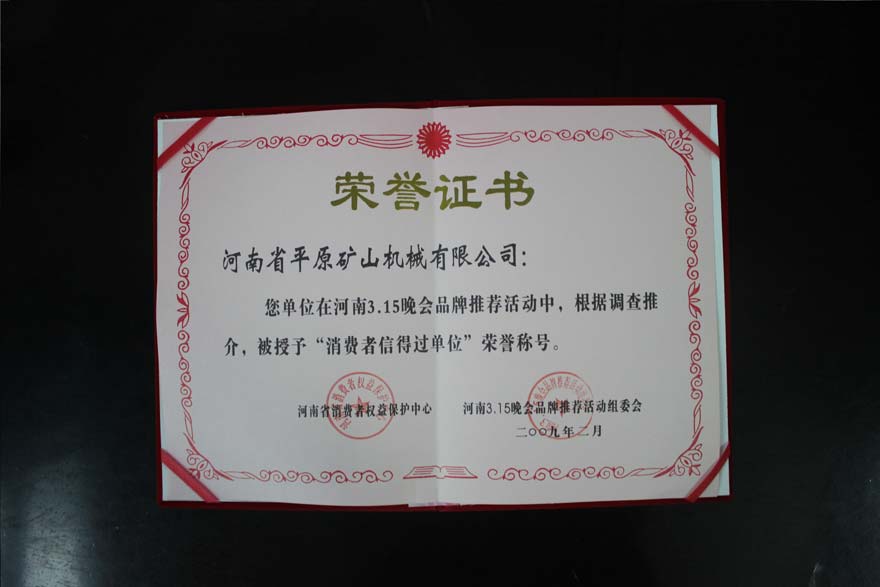 荣誉证书
河南省平原矿山机械有限公司：
您单位在河南3.15晚会品牌推荐活动中，根据调查推
介，被授予“消费者信得过单位”荣誉称号。
河南省消费者权益保护中心
河南3.15晚会品牌推荐活动组委会
二〇〇九年二月